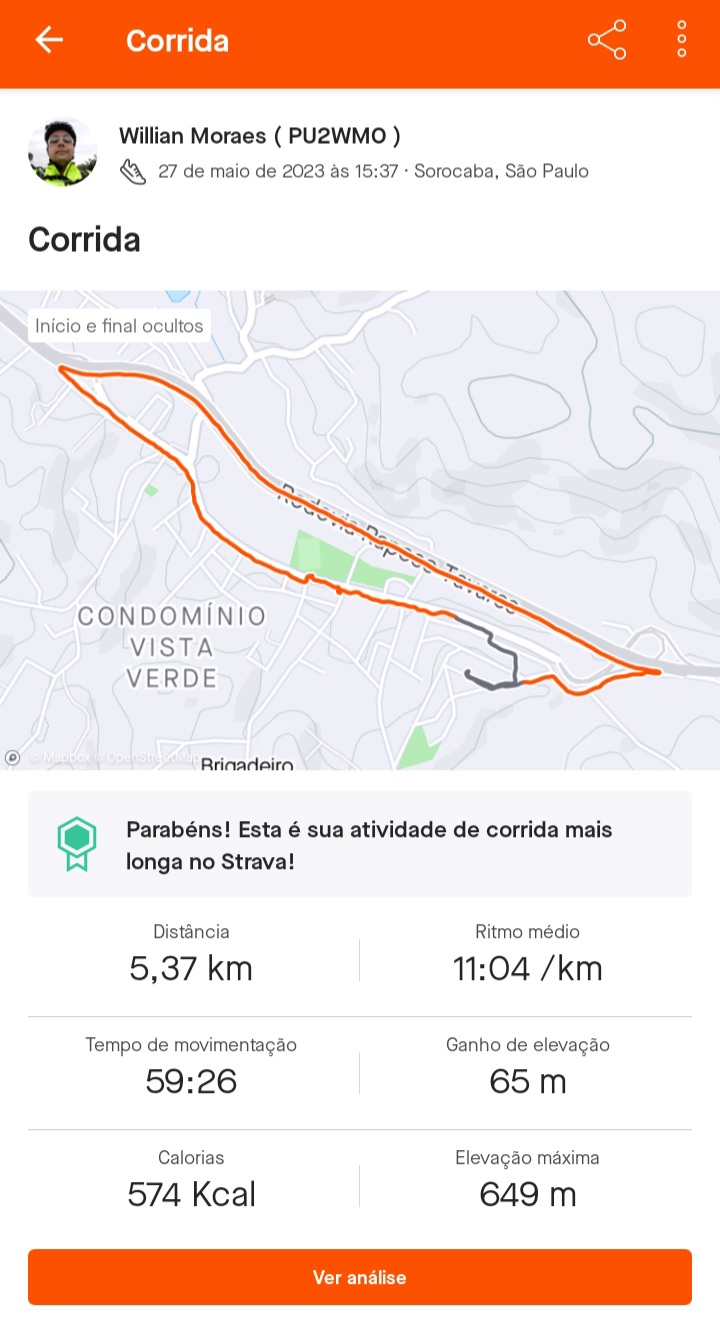 Corrida
Willian Moraes ( PU2WMO )
27 de maio de 2023 às 15:37 · Sorocaba, São Paulo
Corrida
Início e final ocultos
Rodovia Raposo Tavares
CONDOMÍNIO
VISTA
VERDE
© Mapbox © OpenStreetMap
Brigadeiro
Parabéns! Esta é sua atividade de corrida mais
longa no Strava!
Distância
5,37 km
Ritmo médio
11:04 /km
Tempo de movimentação
59:26
Ganho de elevação
65 m
Calorias
574 Kcal
Elevação máxima
649 m
Ver análise